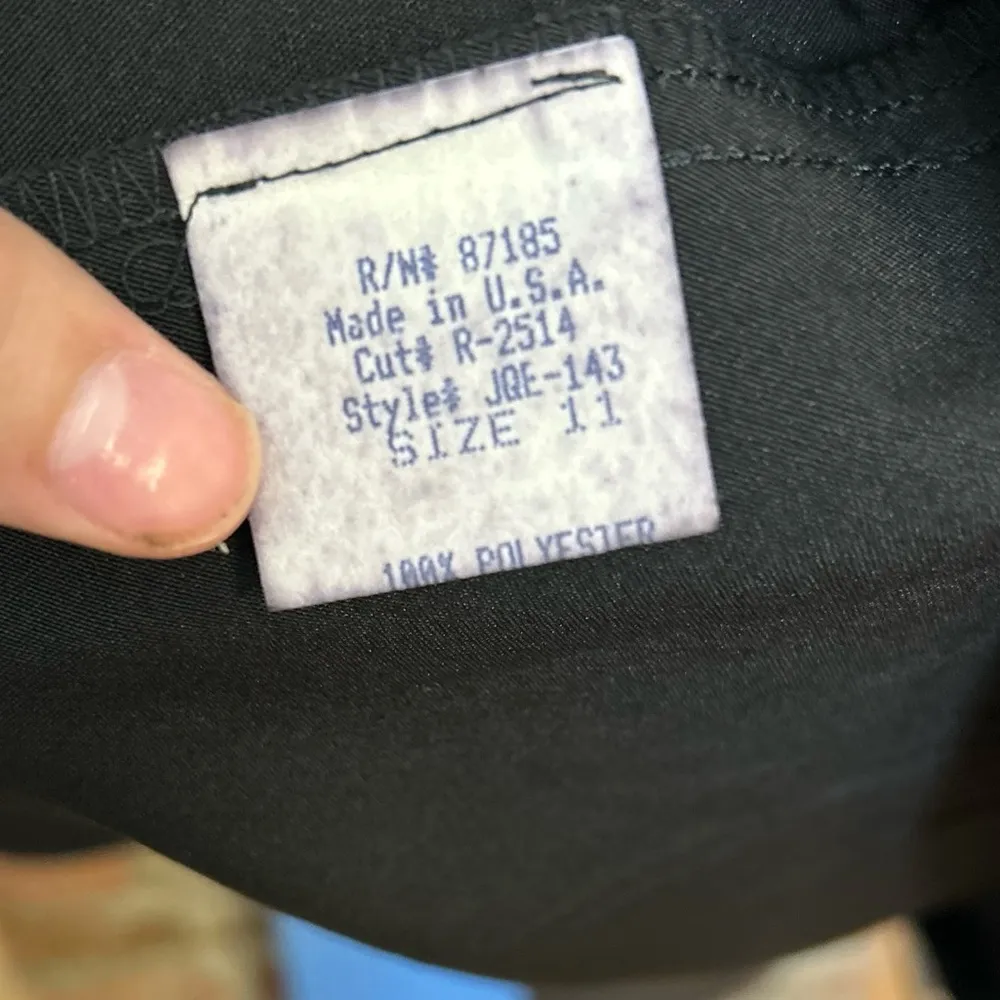 R/N# 87185
Made in U.S.A.
Cut# R-2514
Style# JQE-143
SIZE 11
100% POLYESTER